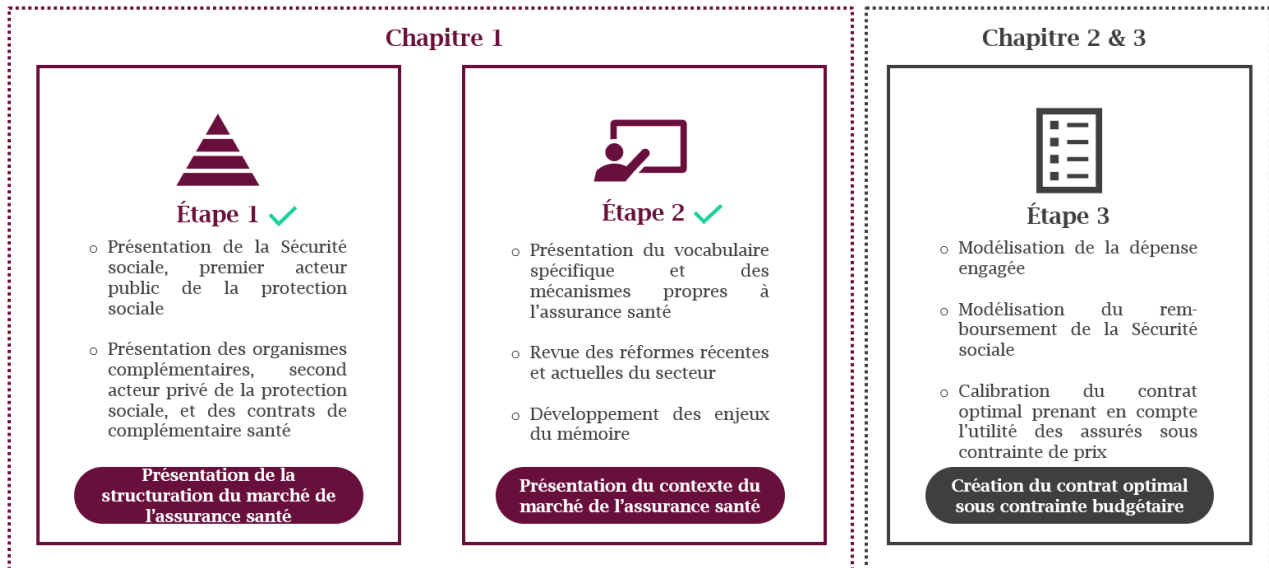 Chapitre 1
Étape 1
o Présentation de la Sécurité
sociale, premier acteur
public de la protection
sociale
o Présentation des organismes
complémentaires, second
acteur privé de la protection
sociale, et des contrats de
complémentaire santé
Présentation de la
structuration du marché de
l'assurance santé
Étape 2
o Présentation du vocabulaire
spécifique et des
mécanismes propres à
l'assurance santé
o Revue des réformes récentes
et actuelles du secteur
o Développement des enjeux
du mémoire
Présentation du contexte du
marché de l'assurance santé
Chapitre 2 & 3
Étape 3
o Modélisation de la dépense
engagée
o Modélisation du rem-
boursement de la Sécurité
sociale
o Calibration du contrat
optimal prenant en compte
l'utilité des assurés sous
contrainte de prix
Création du contrat optimal
sous contrainte budgétaire